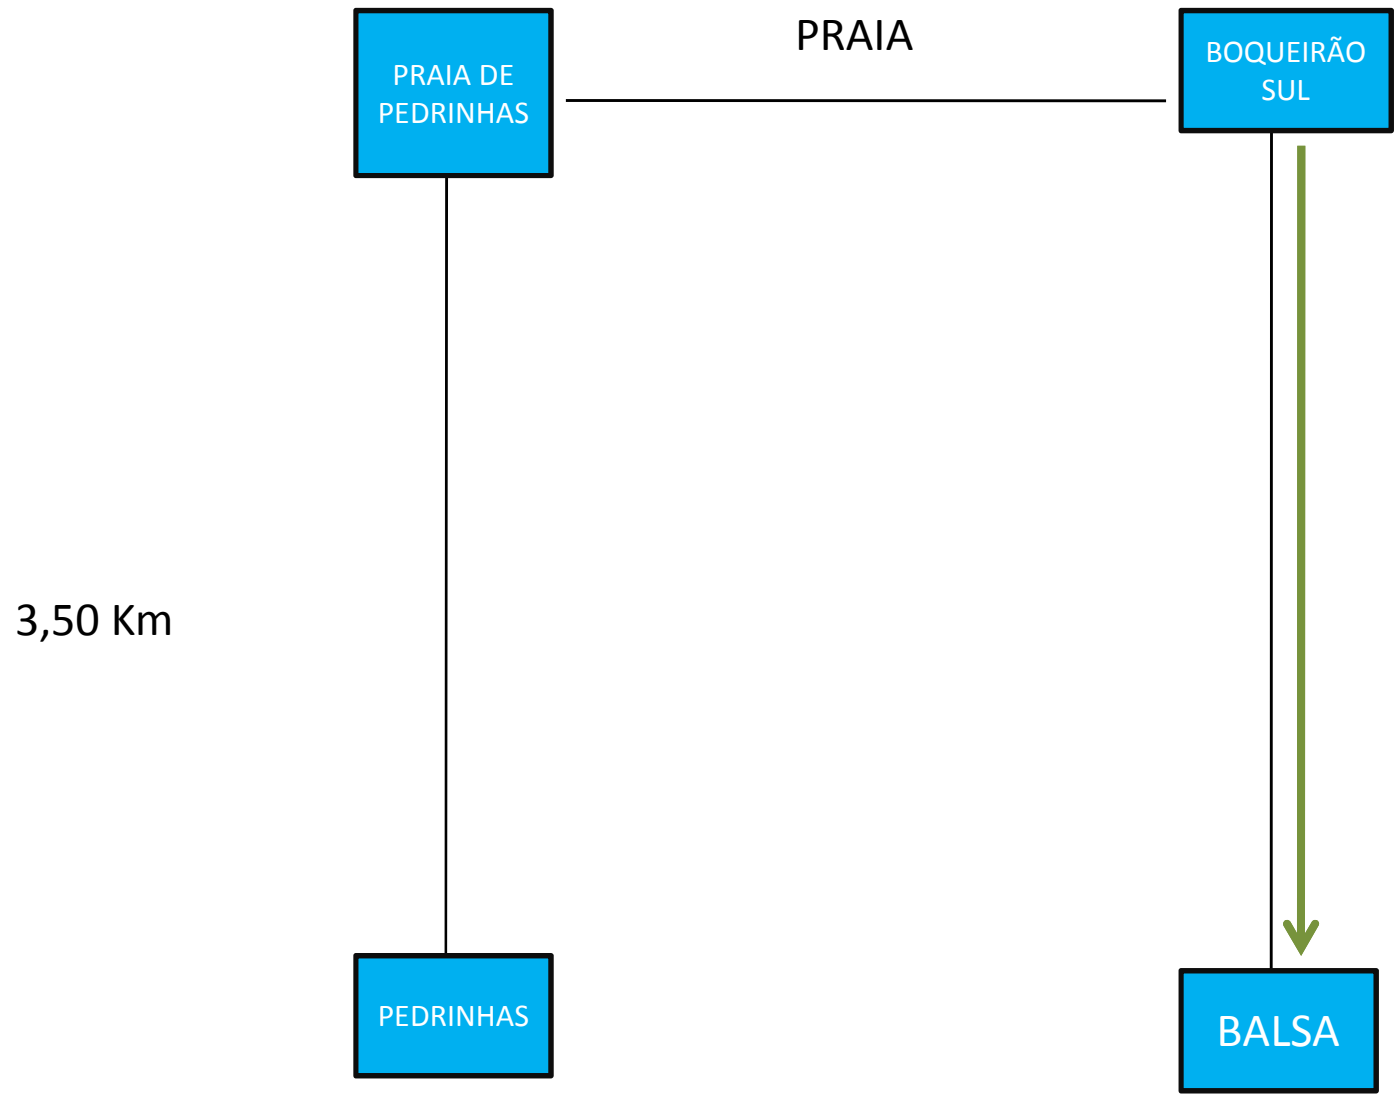 PRAIA
PRAIA DE
PEDRINHAS
BOQUEIRÃO
SUL
3,50 Km
PEDRINHAS
BALSA